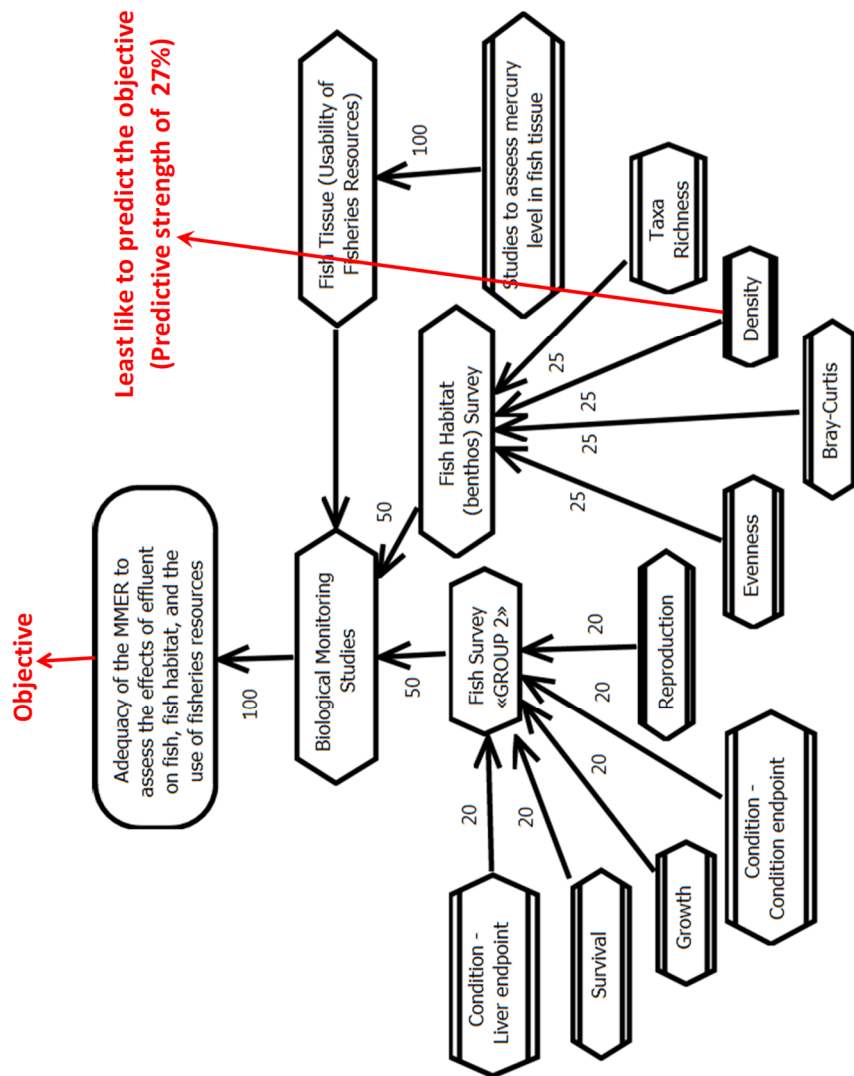 Objective
Least like to predict the objective
(Predictive strength of 27%)
Adequacy of the MMER to
assess the effects of effluent
on fish, fish habitat, and the
use of fisheries resources
100
Biological Monitoring
Studies
Fish Tissue (Usability of
Fisheries Resources)
50
50
100
Fish Survey
«GROUP 2»
Fish Habitat
(benthos) Survey
Studies to assess mercury
level in fish tissue
20
20
20
20
20
25
25
25
25
Condition -
Liver endpoint
Survival
Growth
Condition -
Condition endpoint
Reproduction
Evenness
Bray-Curtis
Density
Taxa
Richness